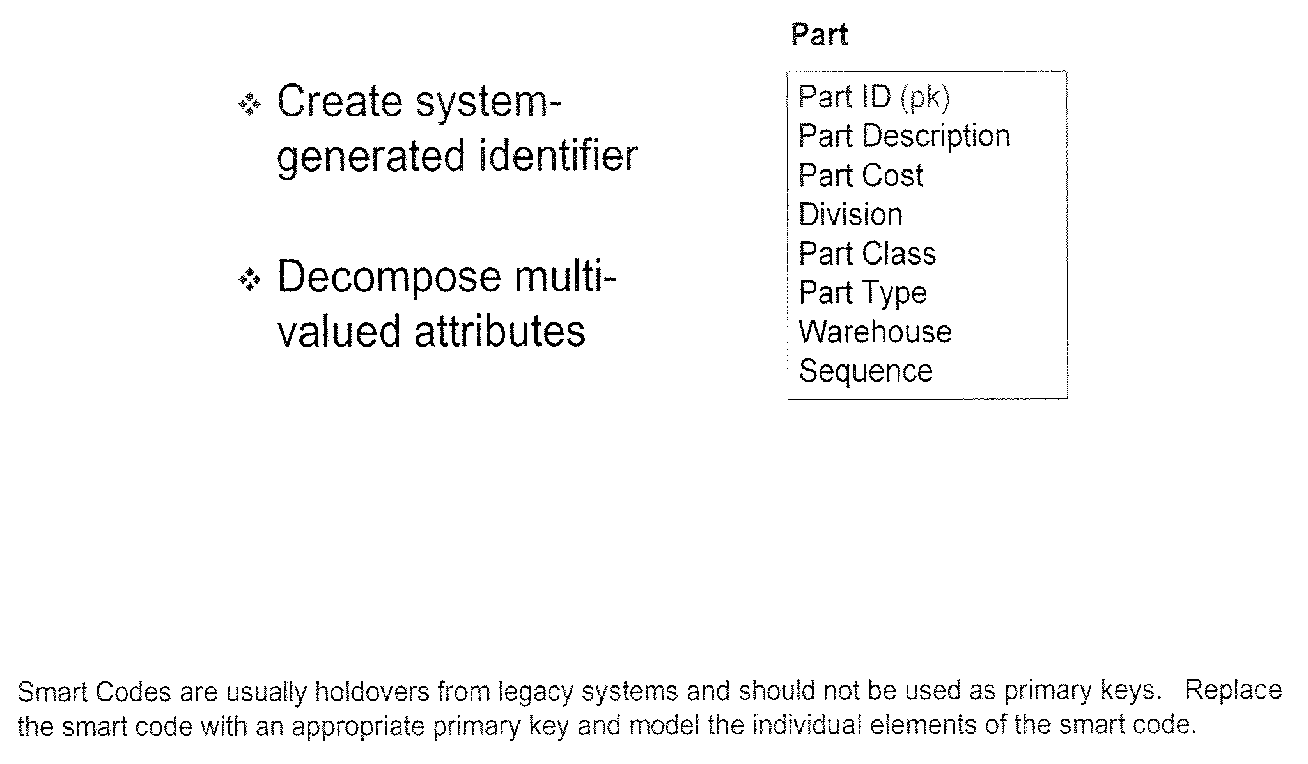 Part
❖ Create system-
generated identifier
❖ Decompose multi-
valued attributes
Part ID (pk)
Part Description
Part Cost
Division
Part Class
Part Type
Warehouse
Sequence
Smart Codes are usually holdovers from legacy systems and should not be used as primary keys. Replace
the smart code with an appropriate primary key and model the individual elements of the smart code.